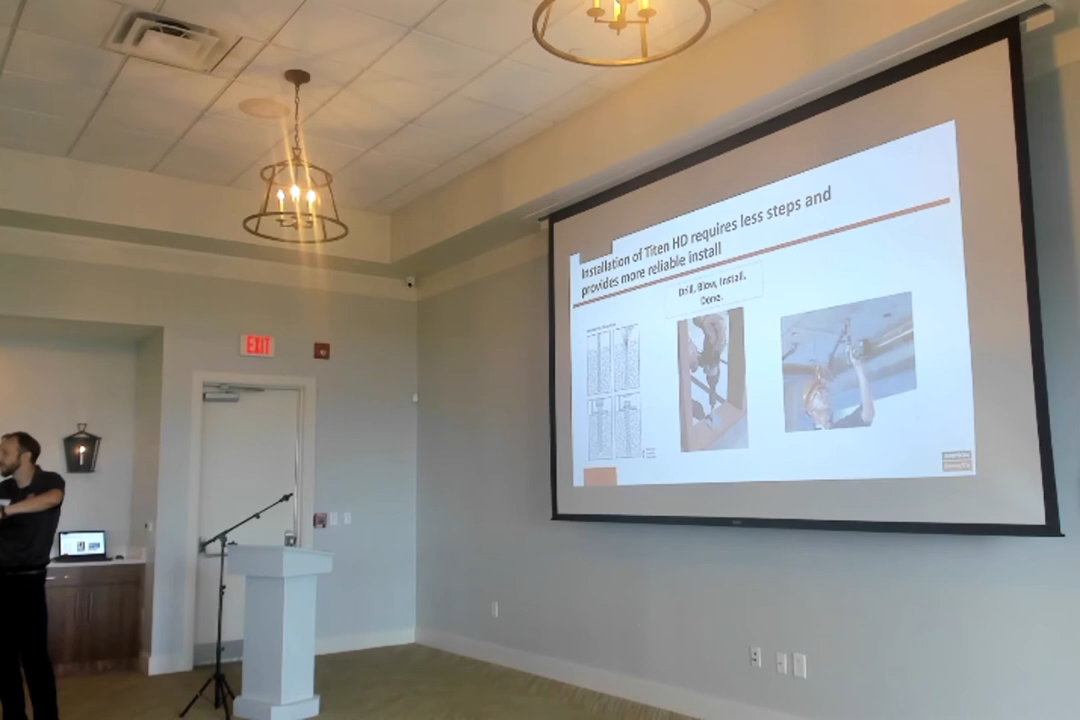 Installation of Titen HD requires less steps and
provides more reliable install
Drill, Blow, Install.
Done.
EXIT